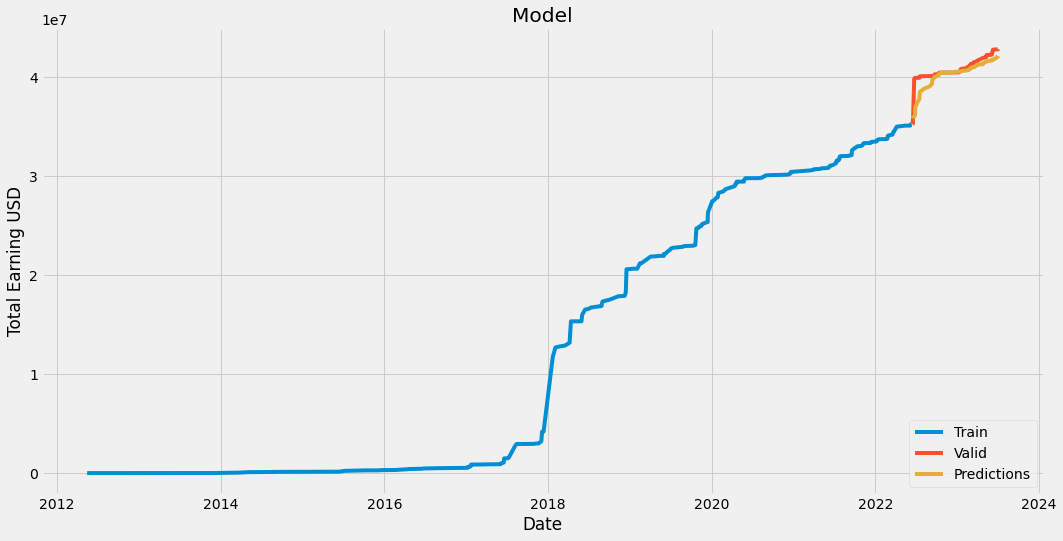 Model
1e7
Total Earning USD
4
3
2
1
0
2012 2014 2016 2018 2020 2022 2024
Date
Train
Valid
Predictions